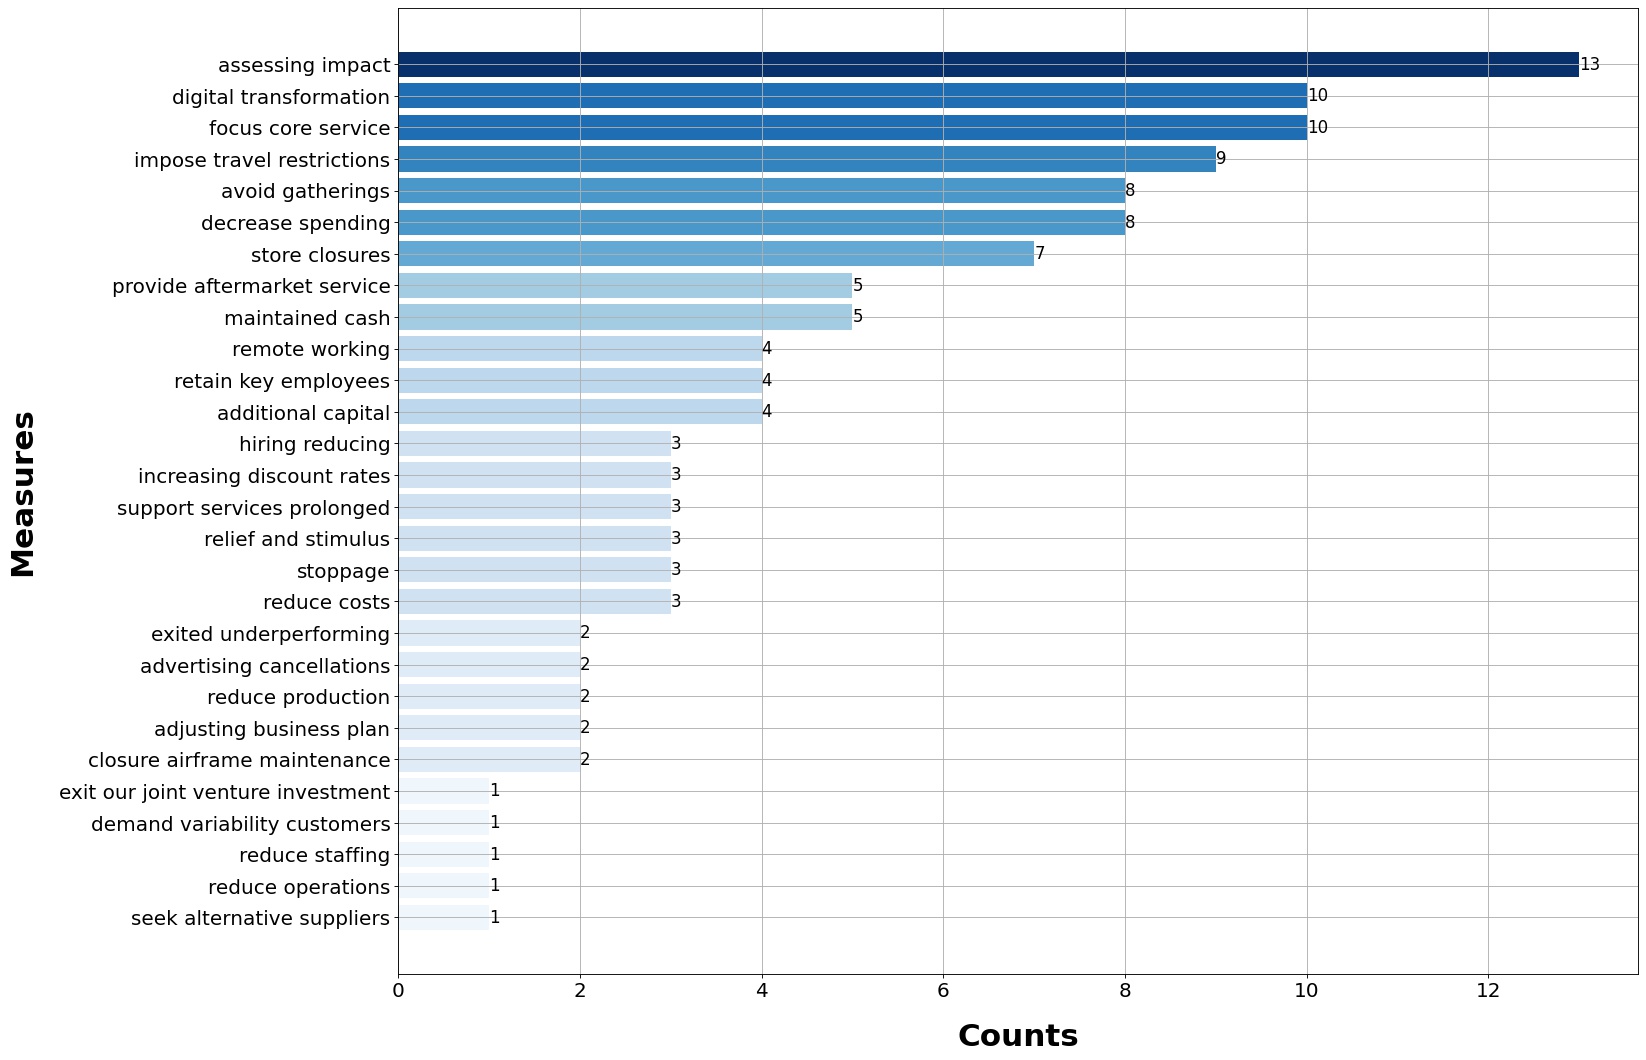 assessing impact 13
digital transformation 10
focus core service 10
impose travel restrictions 9
avoid gatherings 8
decrease spending 8
store closures 7
provide aftermarket service 5
maintained cash 5
remote working 4
retain key employees 4
additional capital 4
hiring reducing 3
increasing discount rates 3
support services prolonged 3
relief and stimulus 3
stoppage 3
reduce costs 3
exited underperforming 2
advertising cancellations 2
reduce production 2
adjusting business plan 2
closure airframe maintenance 2
exit our joint venture investment 1
demand variability customers 1
reduce staffing 1
reduce operations 1
seek alternative suppliers 1
Measures
0 2 4 6 8 10 12
Counts